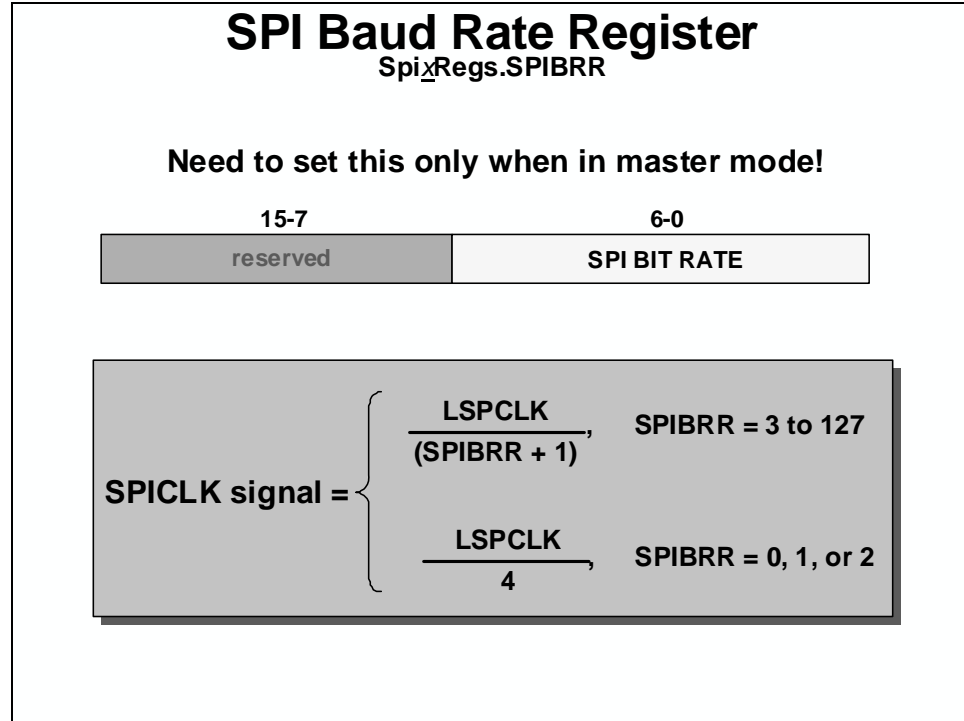 SPI Baud Rate Register
SpixRegs.SPIBRR
Need to set this only when in master mode!
15-7 6-0
reserved SPI BIT RATE
SPICLK signal =
LSPCLK
(SPIBRR + 1)
, SPIBRR = 3 to 127
LSPCLK
4
, SPIBRR = 0, 1, or 2